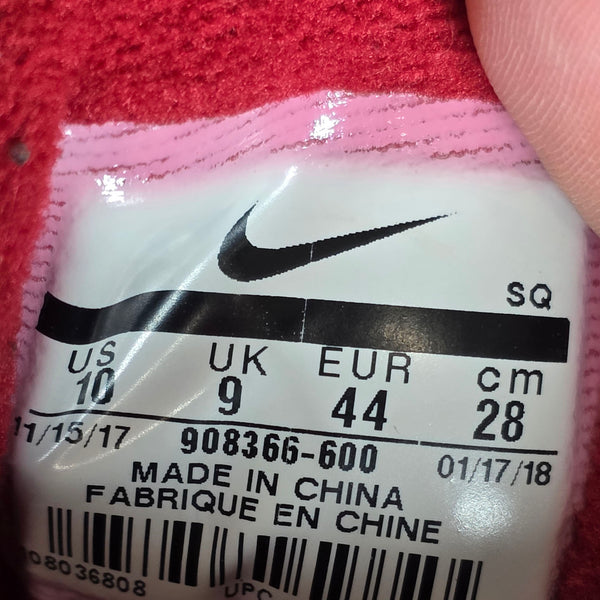 SQ
US UK EUR cm
10 9 44 28
11/15/17 908366-600 01/17/18
MADE IN CHINA
FABRIQUE EN CHINE
UPC